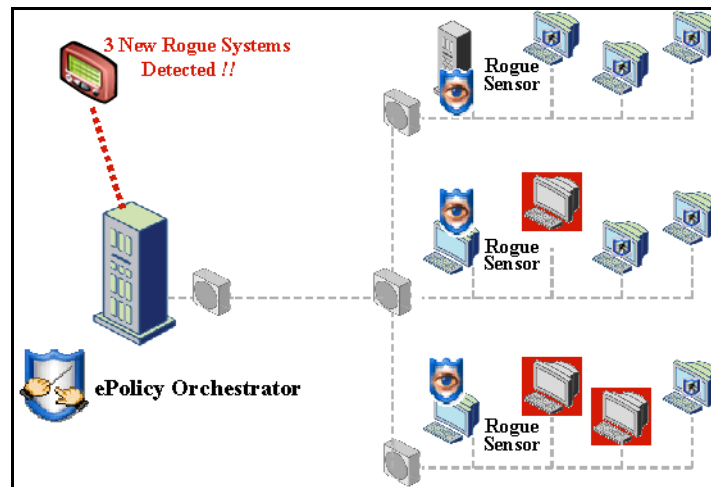 3 New Rogue Systems
Detected !!
Rogue
Sensor
Rogue
Sensor
ePolicy Orchestrator
Rogue
Sensor